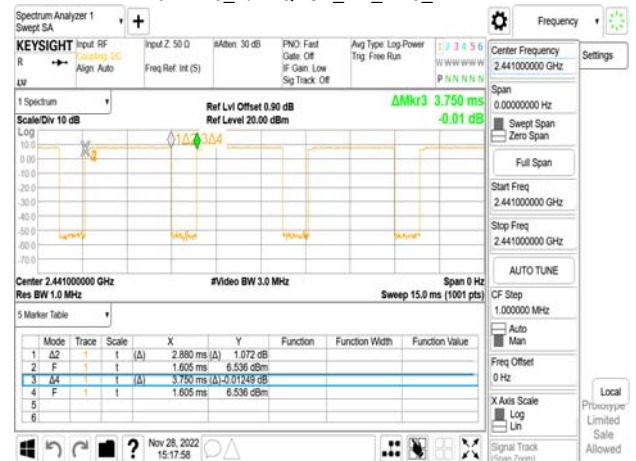 Spectrum Analyzer 1
Swept SA
Frequency
KEYSIGHT
Input: RF
Coupling: DC
Align: Auto
Input Z: 50 Ω
Freq Ref: Int (S)
#Atten: 30 dB
PNO: Fast
Gate: Off
IF Gain: Low
Sig Track: Off
Avg Type: Log-Power
Trig: Free Run
1 2 3 4 5 6
W W W W W W
P N N N N N
R
LW
1 Spectrum
Scale/Div 10 dB
Ref Lvl Offset 0.90 dB
Ref Level 20.00 dBm
ΔMkr3 3.750 ms
-0.01 dB
Log
10.0
0.00
-10.0
-20.0
-30.0
-40.0
-50.0
-60.0
-70.0
1Δ2
3Δ4
Center 2.441000000 GHz
Res BW 1.0 MHz
#Video BW 3.0 MHz
Span 0 Hz
Sweep 15.0 ms (1001 pts)
5 Marker Table
Mode Trace Scale X Y Function Function Width Function Value
1 Δ2 1 t (Δ) 2.880 ms (Δ) 1.072 dB
2 F 1 t 1.605 ms 6.536 dBm
3 Δ4 1 t (Δ) 3.750 ms (Δ) -0.01249 dB
4 F 1 t 1.605 ms 6.536 dBm
5
6
Nov 28, 2022
15:17:58
Center Frequency
2.441000000 GHz
Settings
Span
0.00000000 Hz
Swept Span
Zero Span
Full Span
Start Freq
2.441000000 GHz
Stop Freq
2.441000000 GHz
AUTO TUNE
CF Step
1.000000 MHz
Auto
Man
Freq Offset
0 Hz
X Axis Scale
Log
Lin
Local
Prototype
Limited
Sale
Allowed
Signal Track
(Span Zoom)